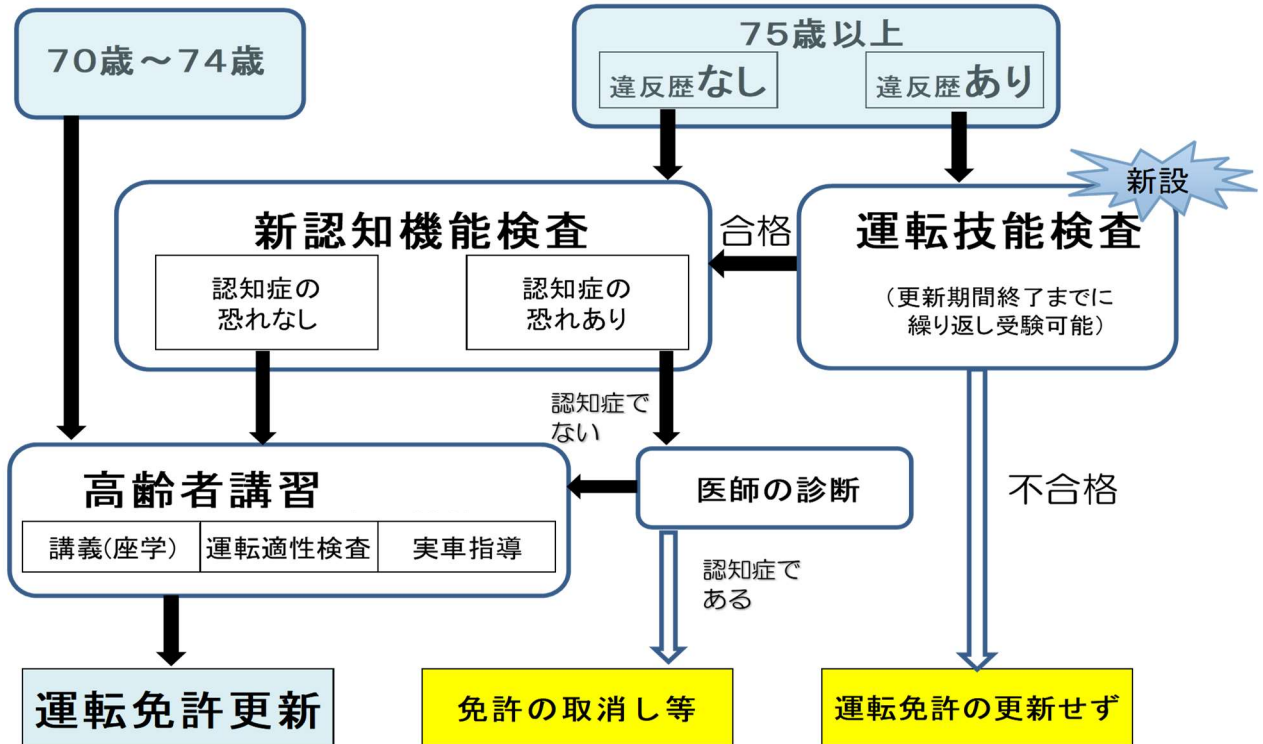 70歳～74歳
75歳以上
違反歴なし
違反歴あり
新設
新認知機能検査
認知症の
恐れなし
認知症の
恐れあり
合格
運転技能検査
（更新期間終了までに
繰り返し受験可能）
認知症で
ない
高齢者講習
講義(座学)
運転適性検査
実車指導
医師の診断
不合格
認知症で
ある
運転免許更新
免許の取消し等
運転免許の更新せず